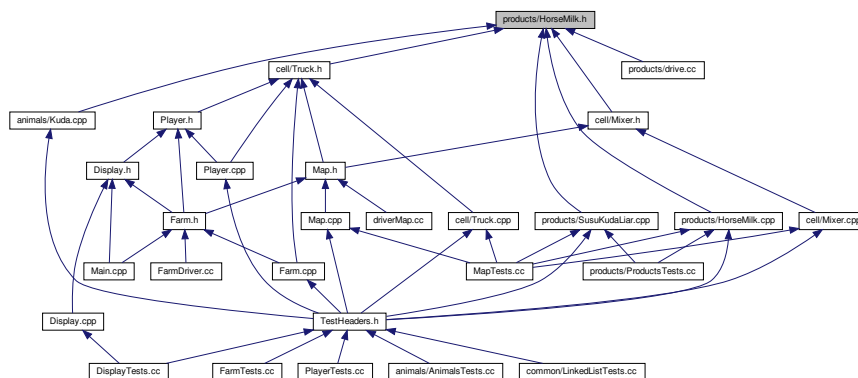 products/HorseMilk.h
cell/Truck.h
products/drive.cc
animals/Kuda.cpp
Player.h
cell/Mixer.h
Display.h
Player.cpp
Map.h
Farm.h
Map.cpp
driverMap.cc
cell/Truck.cpp
products/SusuKudaLiar.cpp
products/HorseMilk.cpp
cell/Mixer.cpp
Main.cpp
FarmDriver.cc
Farm.cpp
MapTests.cc
products/ProductsTests.cc
Display.cpp
TestHeaders.h
DisplayTests.cc
FarmTests.cc
PlayerTests.cc
animals/AnimalsTests.cc
common/LinkedListTests.cc